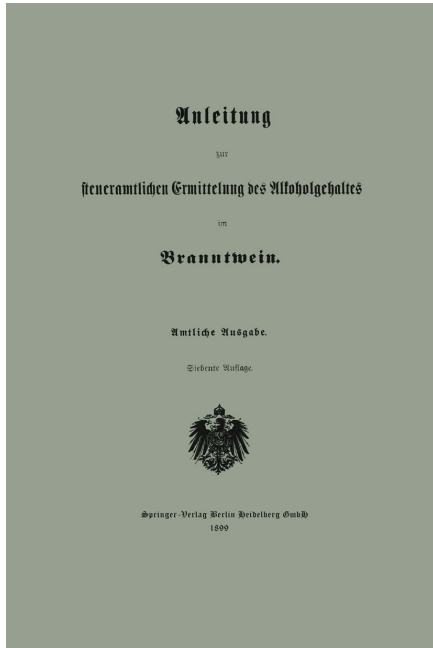 Anleitung
zur
steueramtlichen Ermittelung des Alkoholgehaltes
im
Branntwein.
Amtliche Ausgabe.
Siebente Auflage.
Springer-Verlag Berlin Heidelberg GmbH
1899